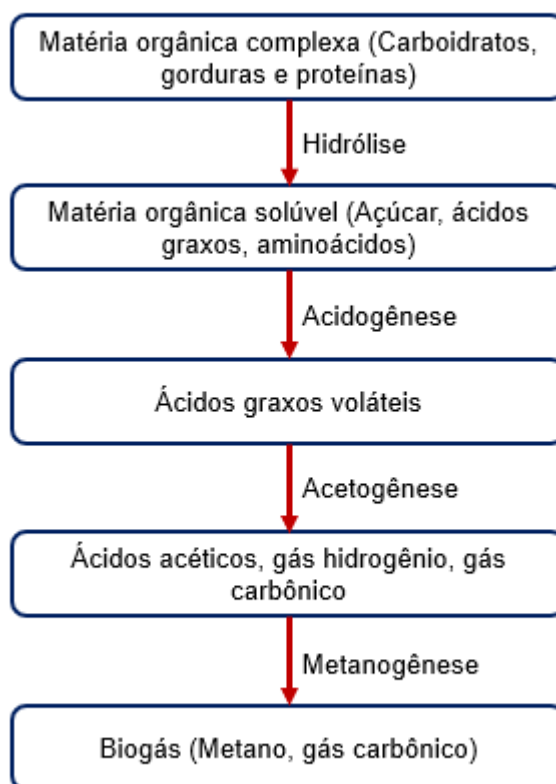 Matéria orgânica complexa (Carboidratos,
gorduras e proteínas)
Hidrólise
Matéria orgânica solúvel (Açúcar, ácidos
graxos, aminoácidos)
Acidogênese
Ácidos graxos voláteis
Acetogênese
Ácidos acéticos, gás hidrogênio, gás
carbônico
Metanogênese
Biogás (Metano, gás carbônico)